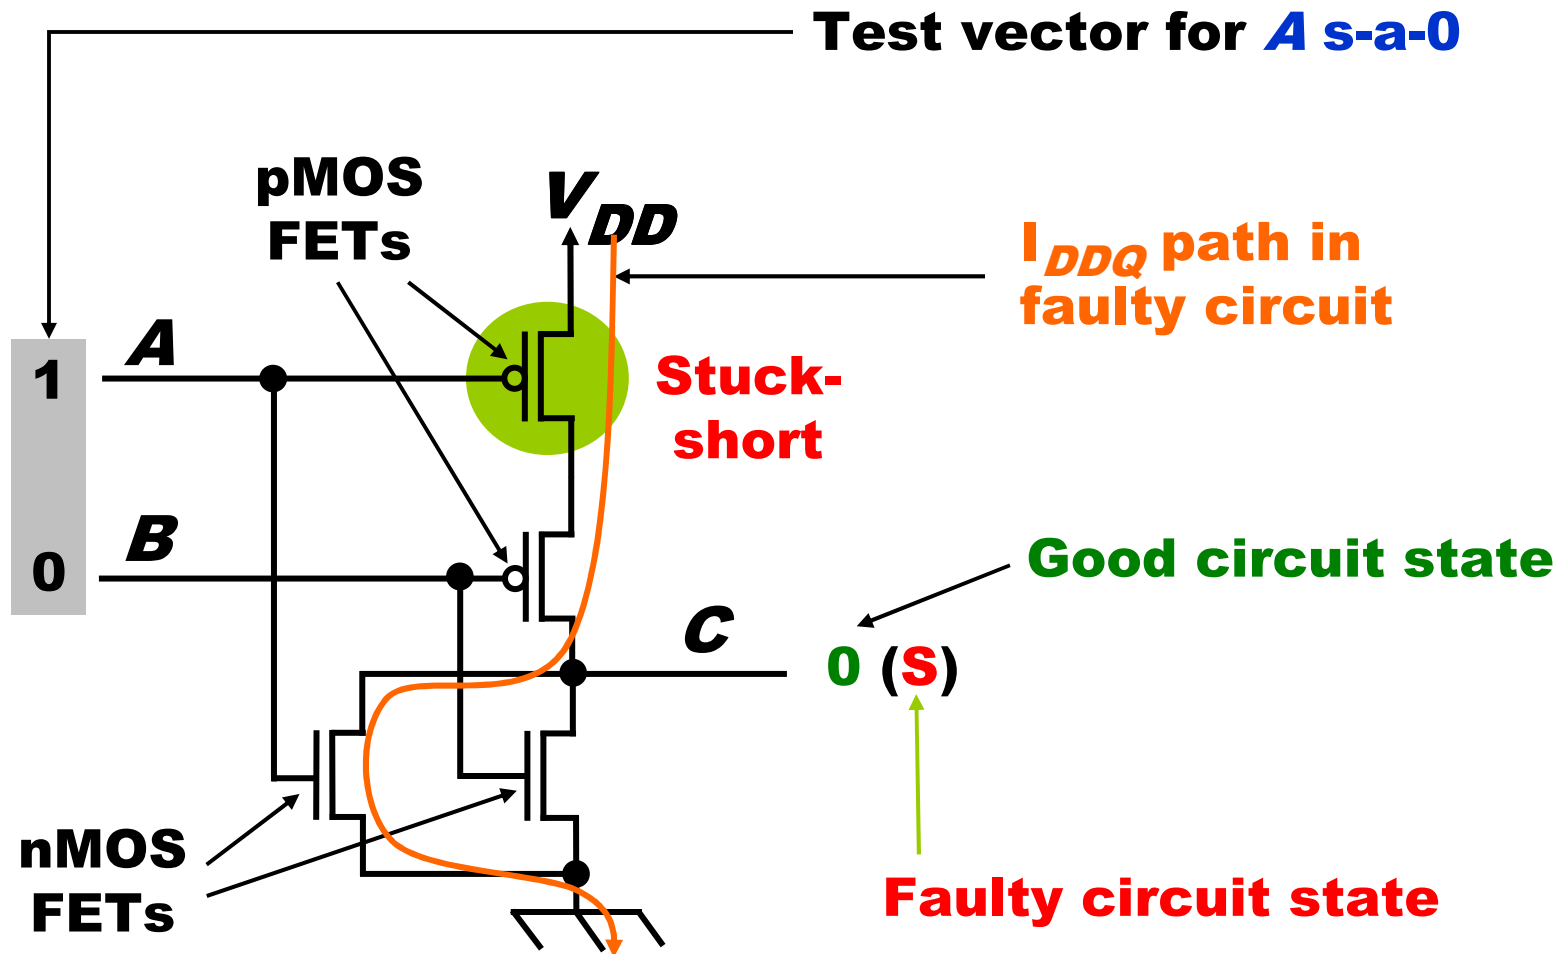 Test vector for A s-a-0
pMOS
FETs
VDD
IDDQ path in
faulty circuit
A
1
Stuck-
short
B
0
Good circuit state
C
0 (S)
nMOS
FETs
Faulty circuit state